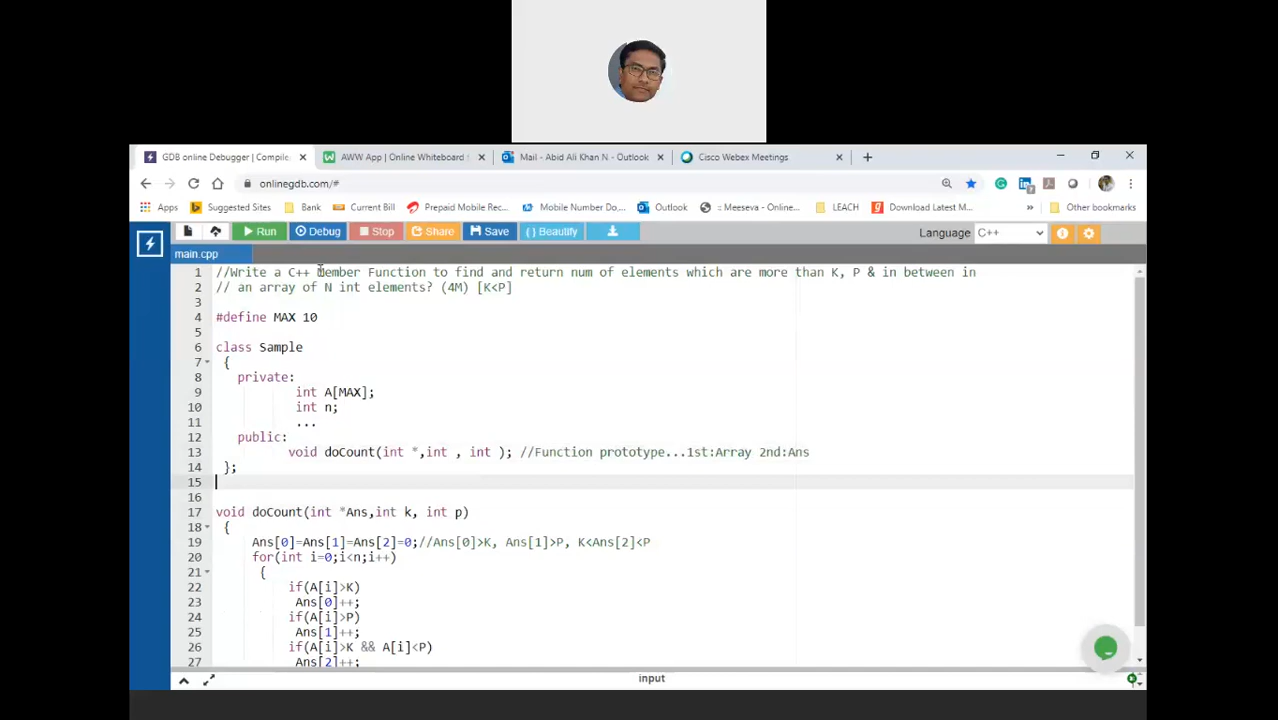 GDB online Debugger | Compile
AWW App | Online Whiteboard
Mail - Abid Ali Khan N. - Outlook
Cisco Webex Meetings
onlinegdb.com/#
Apps
Suggested Sites
Bank
Current Bill
Prepaid Mobile Rec...
Mobile Number Do,...
Outlook
:: Meeseva - Online...
LEACH
Download Latest M...
Other bookmarks
Run
Debug
Stop
Share
Save
{ } Beautify
Language
C++
main.cpp
1 //Write a C++ member Function to find and return num of elements which are more than K, P & in between in
2 // an array of N int elements? (4M) [K<P]
3
4 #define MAX 10
5
6 class Sample
7 {
8 private:
9 int A[MAX];
10 int n;
11 ...
12 public:
13 void doCount(int *,int , int ); //Function prototype...1st:Array 2nd:Ans
14 };
15
16
17 void doCount(int *Ans,int k, int p)
18 {
19 Ans[0]=Ans[1]=Ans[2]=0;//Ans[0]>K, Ans[1]>P, K<Ans[2]<P
20 for(int i=0;i<n;i++)
21 {
22 if(A[i]>K)
23 Ans[0]++;
24 if(A[i]>P)
25 Ans[1]++;
26 if(A[i]>K && A[i]<P)
27 Ans[2]++;
input